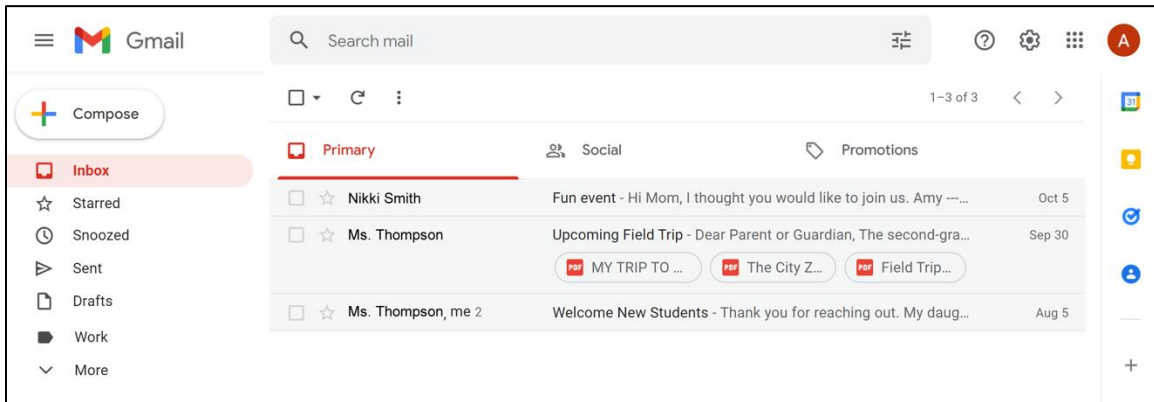 Gmail
Search mail
A
Compose
1–3 of 3
31
Primary
Social
Promotions
Inbox
Starred
Snoozed
Sent
Drafts
Work
More
Nikki Smith Fun event - Hi Mom, I thought you would like to join us. Amy ---... Oct 5
Ms. Thompson Upcoming Field Trip - Dear Parent or Guardian, The second-gra... Sep 30
PDF MY TRIP TO ... PDF The City Z... PDF Field Trip...
Ms. Thompson, me 2 Welcome New Students - Thank you for reaching out. My daug... Aug 5